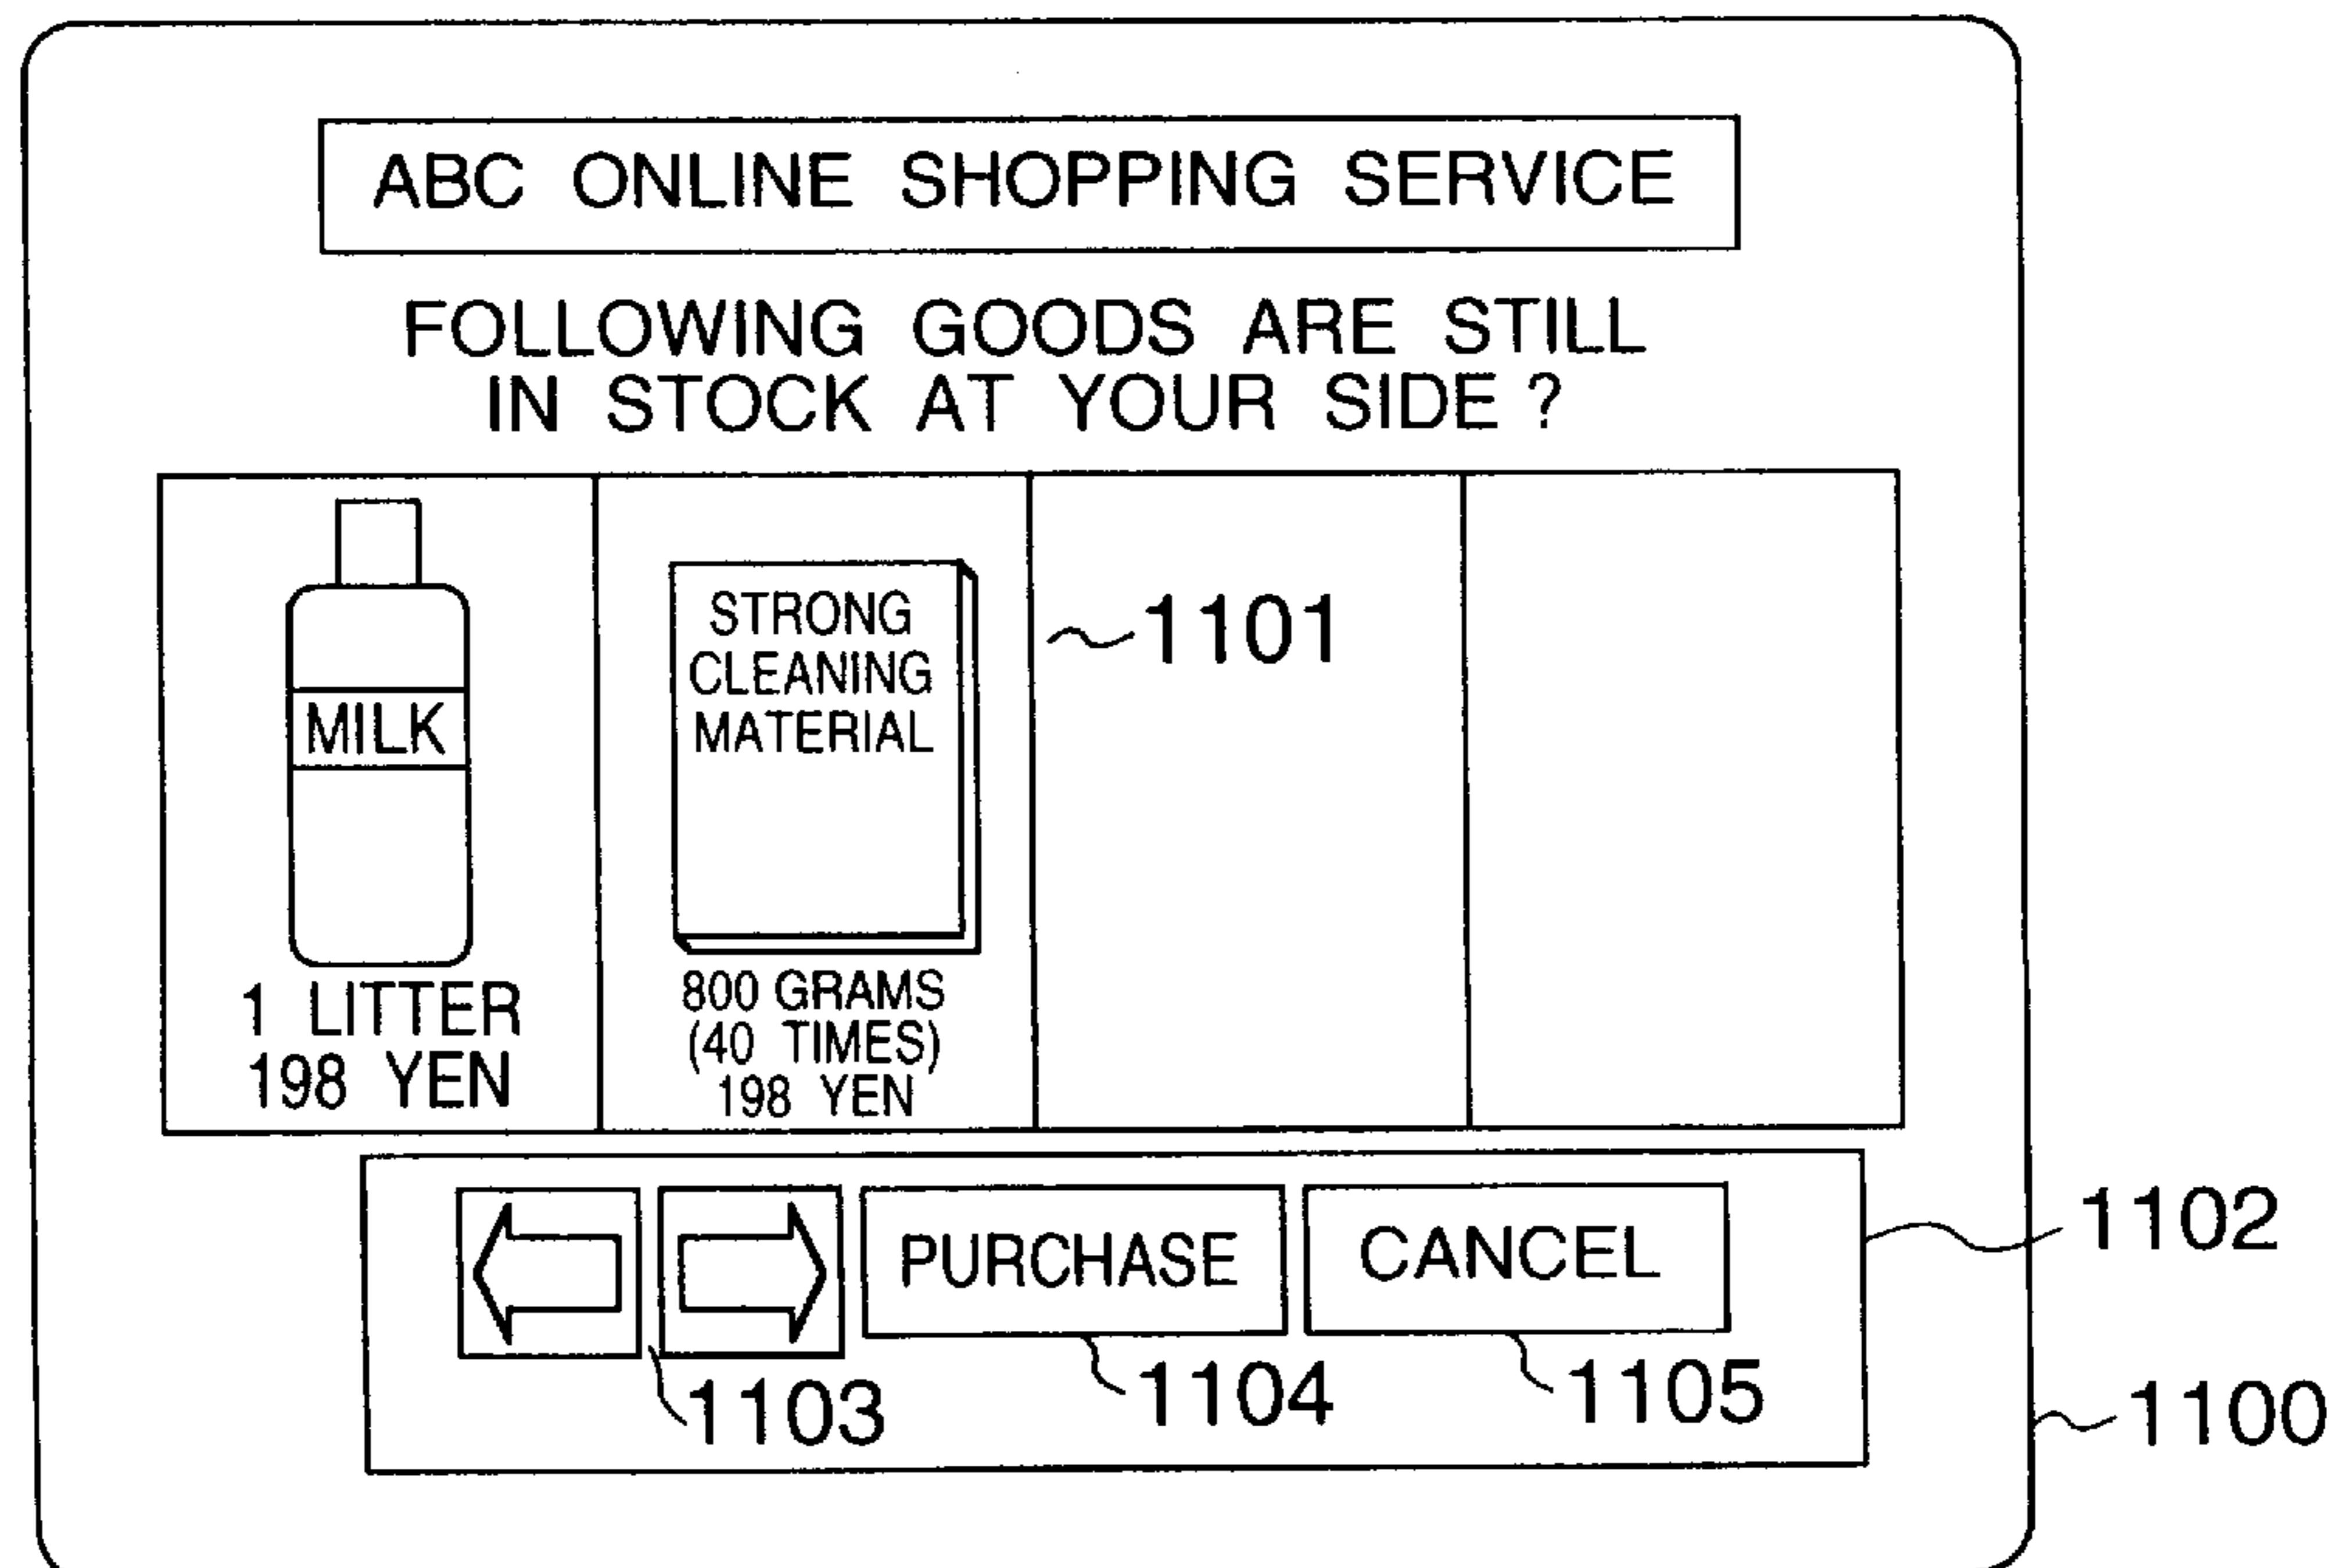 ABC ONLINE SHOPPING SERVICE
FOLLOWING GOODS ARE STILL
IN STOCK AT YOUR SIDE ?
MILK
1 LITTER
198 YEN
STRONG
CLEANING
MATERIAL
800 GRAMS
(40 TIMES)
198 YEN
1101
PURCHASE
CANCEL
1102
1103
1104
1105
1100